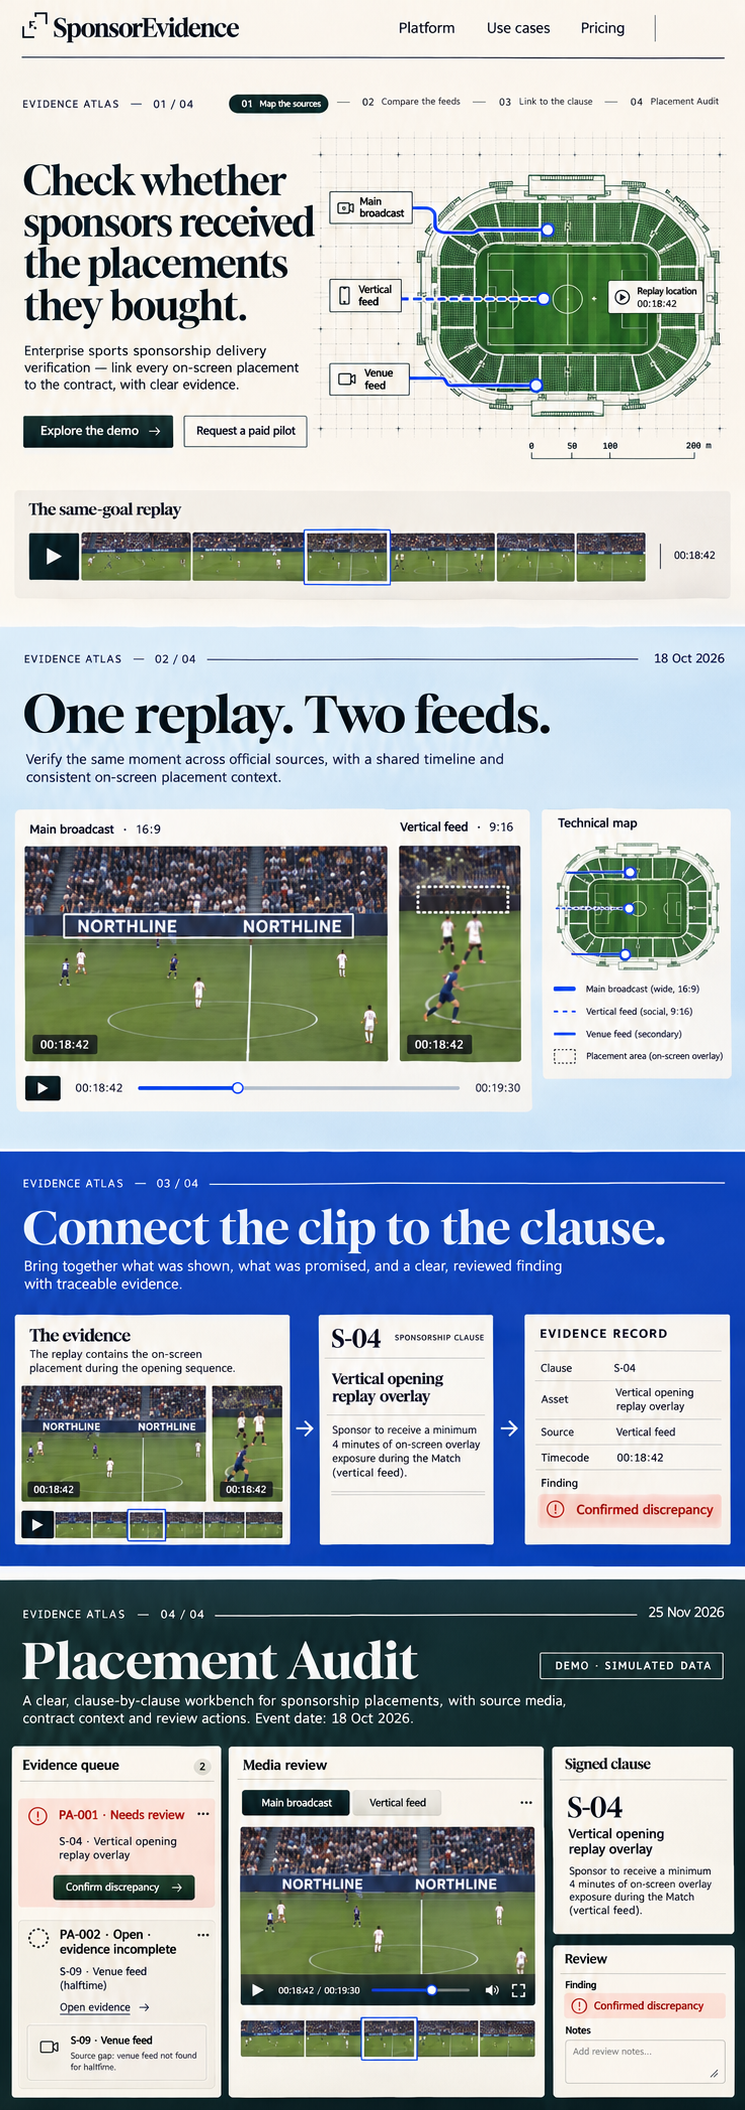 SponsorEvidence
Platform Use cases Pricing
EVIDENCE ATLAS — 01 / 04
01 Map the sources — 02 Compare the feeds — 03 Link to the clause — 04 Placement Audit
Check whether
sponsors received
the placements
they bought.
Enterprise sports sponsorship delivery
verification — link every on-screen placement
to the contract, with clear evidence.
Explore the demo →
Request a paid pilot
Main
broadcast
Vertical
feed
Venue
feed
Replay location
00:18:42
0 50 100 200 m
The same-goal replay
00:18:42
EVIDENCE ATLAS — 02 / 04
18 Oct 2026
One replay. Two feeds.
Verify the same moment across official sources, with a shared timeline and
consistent on-screen placement context.
Main broadcast · 16:9
NORTHLINE NORTHLINE
00:18:42
Vertical feed · 9:16
00:18:42
00:18:42
00:19:30
Technical map
Main broadcast (wide, 16:9)
Vertical feed (social, 9:16)
Venue feed (secondary)
Placement area (on-screen overlay)
EVIDENCE ATLAS — 03 / 04
Connect the clip to the clause.
Bring together what was shown, what was promised, and a clear, reviewed finding
with traceable evidence.
The evidence
The replay contains the on-screen
placement during the opening sequence.
NORTHLINE NORTHLINE
00:18:42
00:18:42
→
S-04 SPONSORSHIP CLAUSE
Vertical opening
replay overlay
Sponsor to receive a minimum
4 minutes of on-screen overlay
exposure during the Match
(vertical feed).
→
EVIDENCE RECORD
Clause S-04
Asset Vertical opening
replay overlay
Source Vertical feed
Timecode 00:18:42
Finding
Confirmed discrepancy
EVIDENCE ATLAS — 04 / 04
25 Nov 2026
Placement Audit
DEMO · SIMULATED DATA
A clear, clause-by-clause workbench for sponsorship placements, with source media,
contract context and review actions. Event date: 18 Oct 2026.
Evidence queue 2
PA-001 · Needs review ···
S-04 · Vertical opening
replay overlay
Confirm discrepancy →
PA-002 · Open · ···
evidence incomplete
S-09 · Venue feed
(halftime)
Open evidence →
S-09 · Venue feed
Source gap: venue feed not found
for halftime.
Media review
Main broadcast Vertical feed ···
NORTHLINE NORTHLINE
00:18:42 / 00:19:30
Signed clause
S-04
Vertical opening
replay overlay
Sponsor to receive a minimum
4 minutes of on-screen overlay
exposure during the Match
(vertical feed).
Review
Finding
Confirmed discrepancy
Notes
Add review notes...